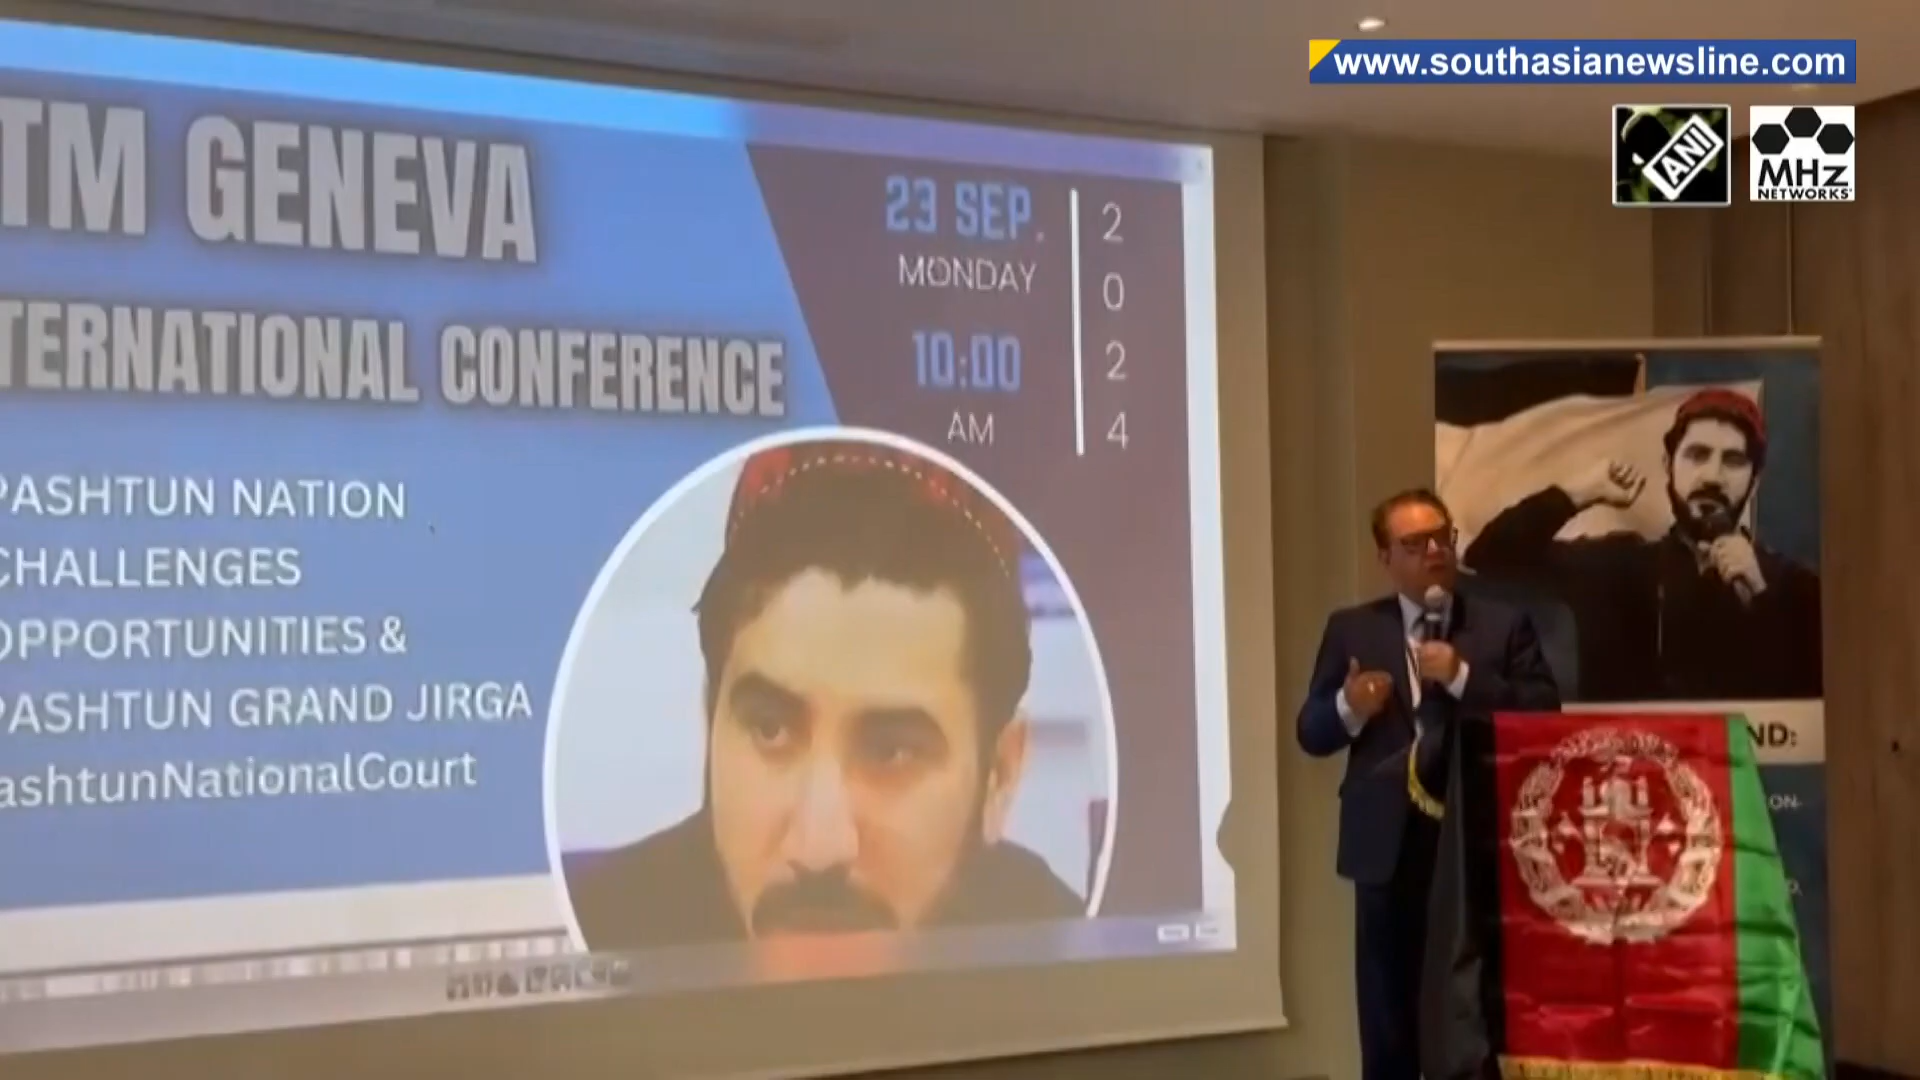 www.southasianewsline.com
ANI
MHz
NETWORKS
TM GENEVA
TERNATIONAL CONFERENCE
23 SEP.
MONDAY
10:00
AM
2
0
2
4
PASHTUN NATION
CHALLENGES
OPPORTUNITIES &
PASHTUN GRAND JIRGA
ashtunNationalCourt
ND:
ON-